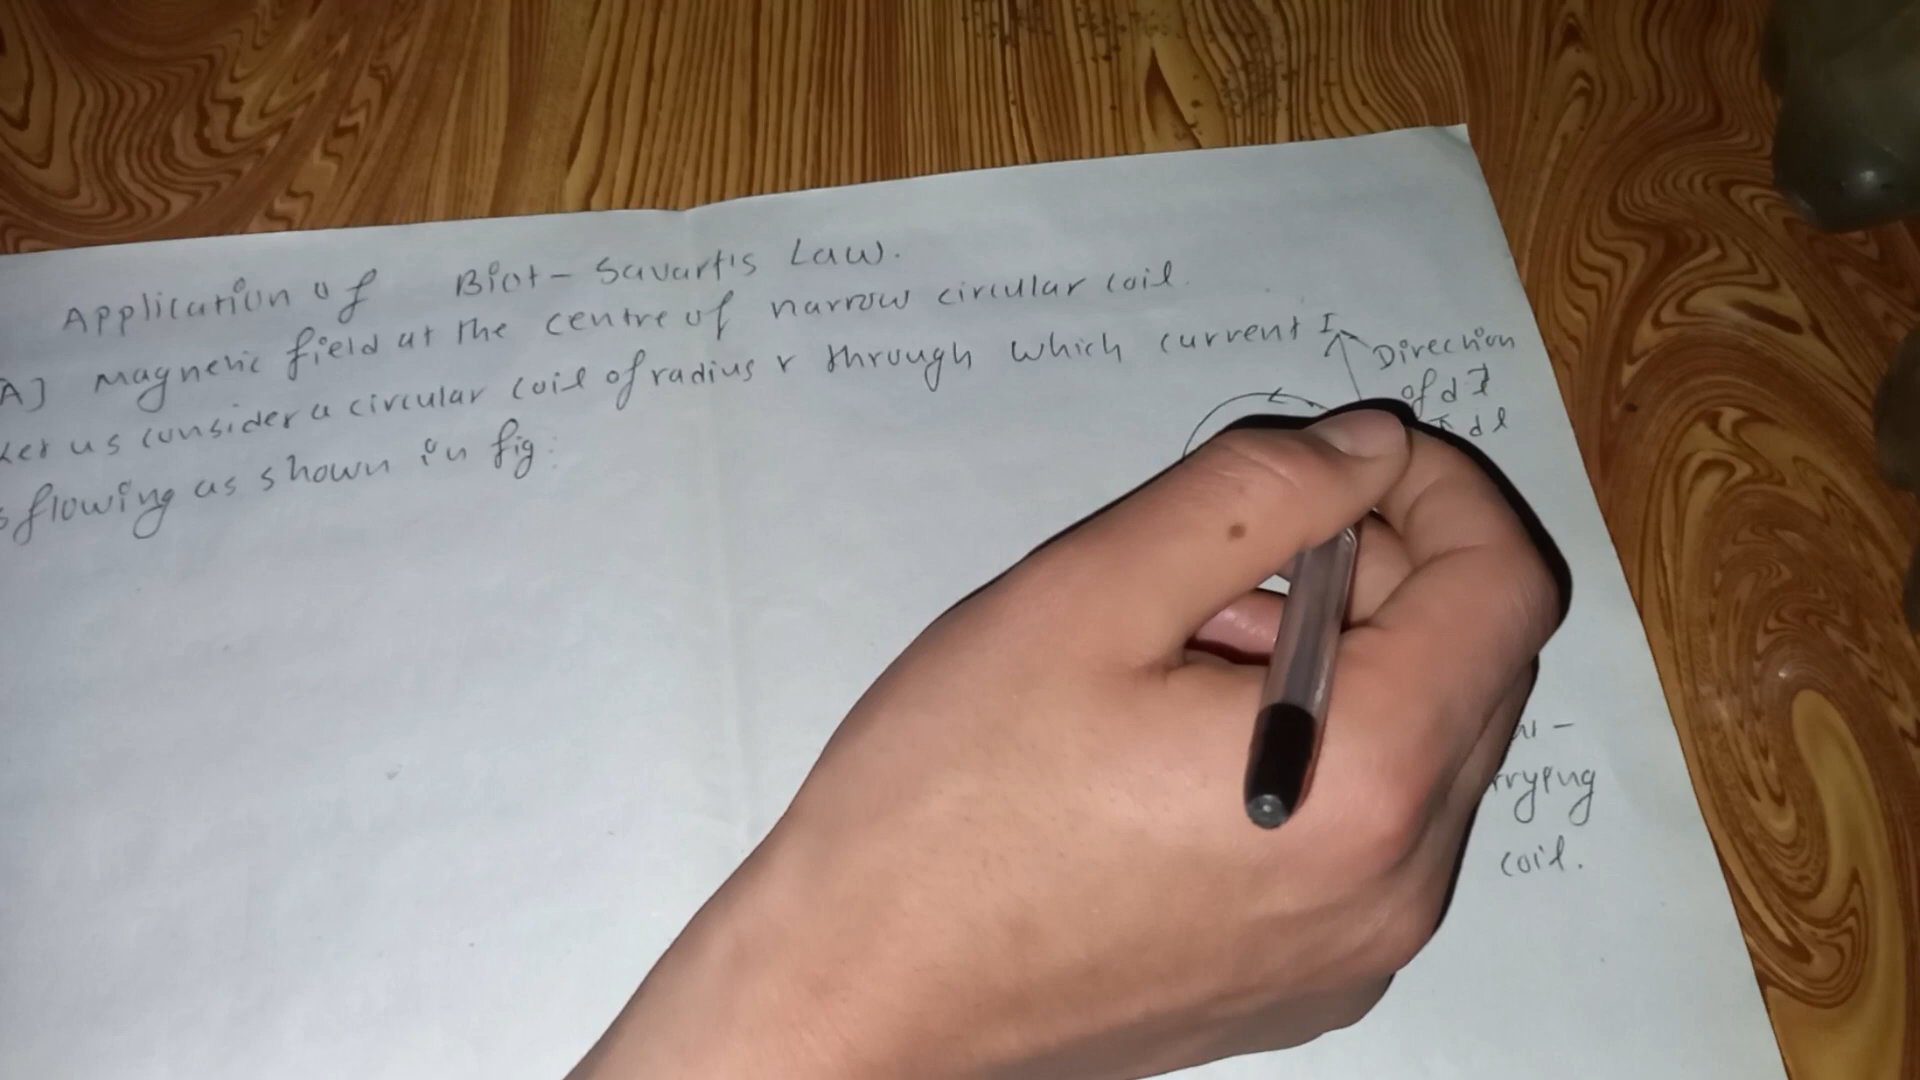 Application of Biot-Savart's Law.
A] Magnetic field at the centre of narrow circular coil.
Let us consider a circular coil of radius r through which current I
flowing as shown in fig:
Direction
of dl
dl
coil.